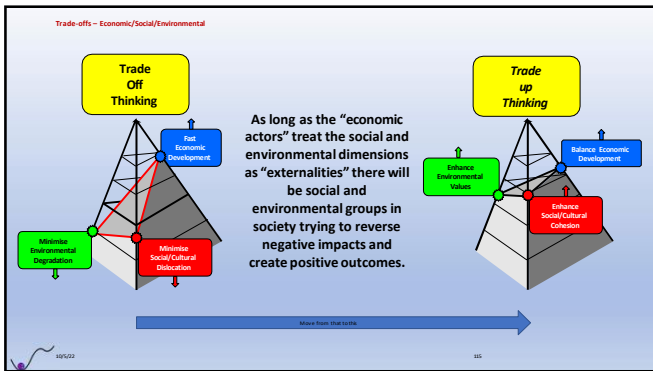 Trade-offs – Economic/Social/Environmental
Trade
Off
Thinking
Fast
Economic
Development
Minimise
Environmental
Degradation
Minimise
Social/Cultural
Dislocation
As long as the “economic
actors” treat the social and
environmental dimensions
as “externalities” there will
be social and
environmental groups in
society trying to reverse
negative impacts and
create positive outcomes.
Trade
up
Thinking
Balance Economic
Development
Enhance
Environmental
Values
Enhance
Social/Cultural
Cohesion
Move from that to this
10/5/22
115